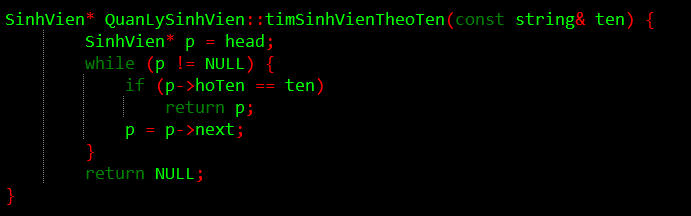 SinhVien* QuanLySinhVien::timSinhVienTheoTen(const string& ten) {
        SinhVien* p = head;
        while (p != NULL) {
            if (p->hoTen == ten)
                return p;
            p = p->next;
        }
        return NULL;
}